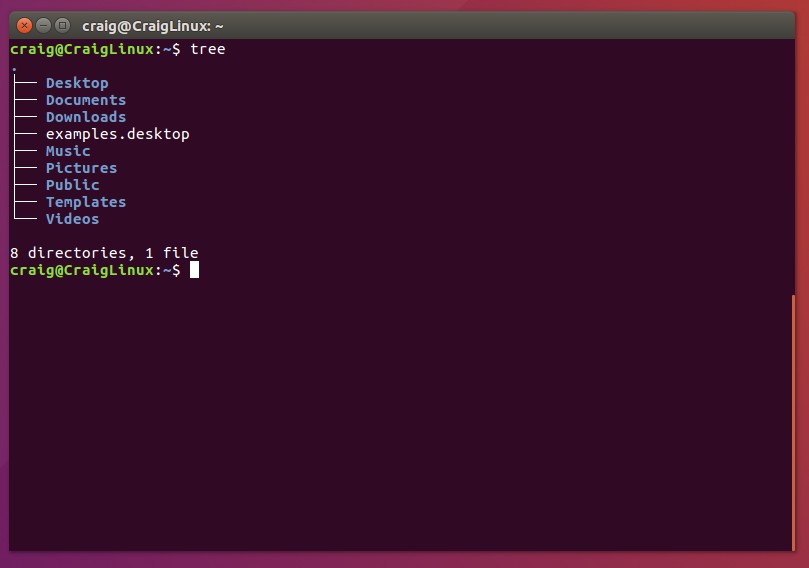 craig@CraigLinux: ~
craig@CraigLinux:~$ tree
.
├── Desktop
├── Documents
├── Downloads
├── examples.desktop
├── Music
├── Pictures
├── Public
├── Templates
└── Videos
8 directories, 1 file
craig@CraigLinux:~$